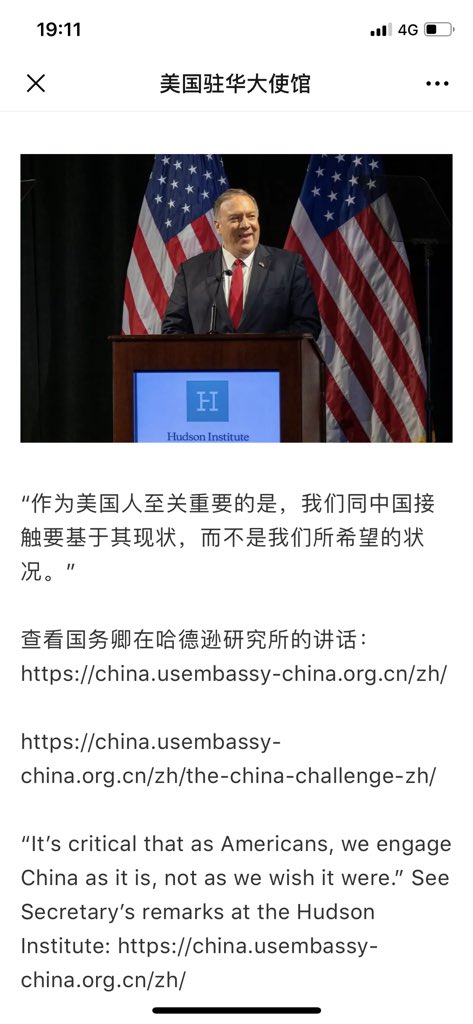 19:11
4G
美国驻华大使馆
H
Hudson Institute
“作为美国人至关重要的是，我们同中国接
触要基于其现状，而不是我们所希望的状
况。”
查看国务卿在哈德逊研究所的讲话：
https://china.usembassy-china.org.cn/zh/
https://china.usembassy-
china.org.cn/zh/the-china-challenge-zh/
“It’s critical that as Americans, we engage
China as it is, not as we wish it were.” See
Secretary’s remarks at the Hudson
Institute: https://china.usembassy-
china.org.cn/zh/